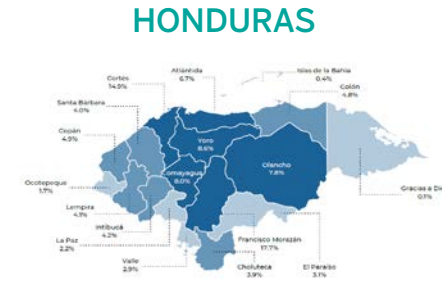 HONDURAS
Atlántida
6.7%
Islas de la Bahía
0.4%
Cortés
14.9%
Colón
4.8%
Santa Bárbara
4.0%
Copán
4.9%
Yoro
8.6%
Olancho
7.8%
Comayagua
8.0%
Ocotepeque
1.7%
Gracias a Di
0.1%
Lempira
4.1%
Intibucá
4.2%
La Paz
2.2%
Francisco Morazán
17.7%
Valle
2.9%
Choluteca
3.9%
El Paraíso
3.1%